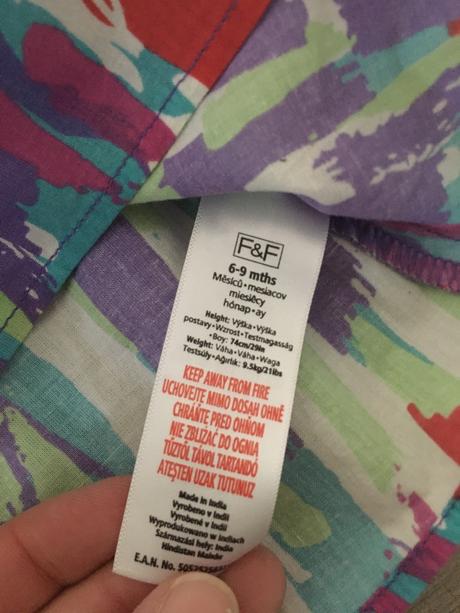 F&F
6-9 mths
Měsíců•mesiacov
miesięcy
hónap•ay
Height: Výška•Výška
postavy•Wzrost•Testmagasság
•Boy: 74cm/29in
Weight: Váha•Váha•Waga
Testsúly•Ağırlık: 9.5kg/21lbs
KEEP AWAY FROM FIRE
UCHOVEJTE MIMO DOSAH OHNĚ
CHRÁŇTE PRED OHŇOM
NIE ZBLIŻAĆ DO OGNIA
TŰZTŐL TÁVOL TARTANDÓ
ATEŞTEN UZAK TUTUNUZ
Made in India
Vyrobeno v Indii
Vyrobené v Indii
Wyprodukowano w Indiach
Származási hely: India
Hindistan Malıdır
E.A.N. No.